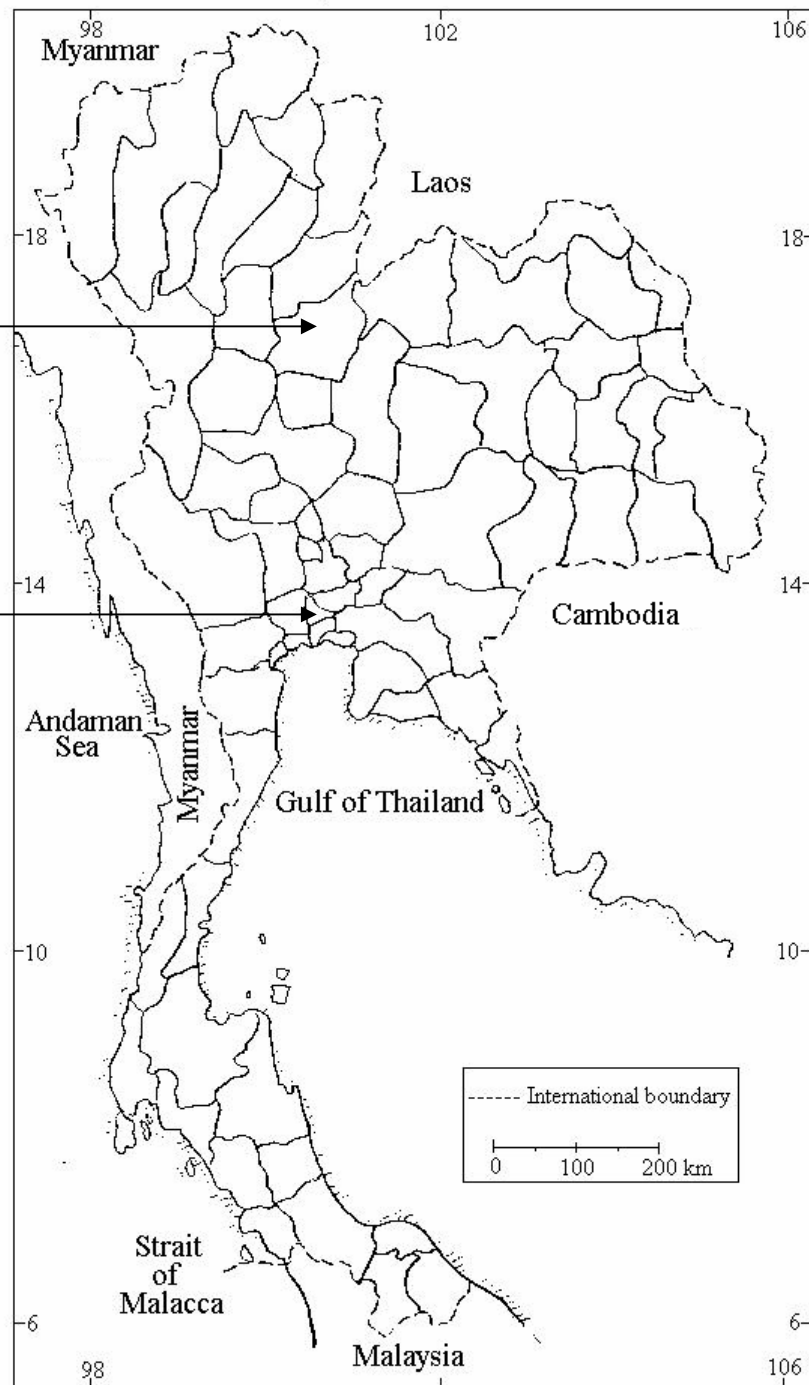 98
102
106
Myanmar
Laos
18
18
14
14
Cambodia
Andaman
Sea
Myanmar
Gulf of Thailand
10
10
International boundary
0 100 200 km
Strait
of
Malacca
6
6
Malaysia
98
106